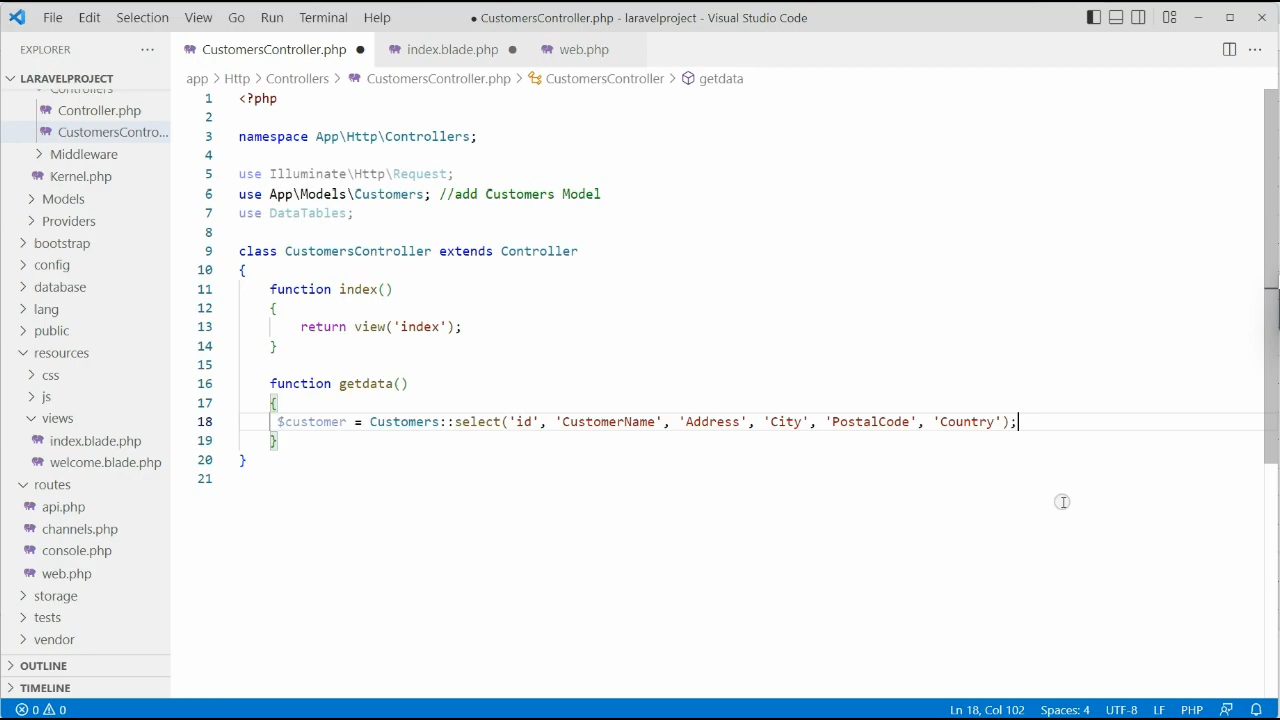 File Edit Selection View Go Run Terminal Help
● CustomersController.php - laravelproject - Visual Studio Code
EXPLORER
CustomersController.php ● index.blade.php ● web.php
LARAVELPROJECT
app > Http > Controllers > CustomersController.php > CustomersController > getdata
Controllers
Controller.php
CustomersContro...
Middleware
Kernel.php
Models
Providers
bootstrap
config
database
lang
public
resources
css
js
views
index.blade.php
welcome.blade.php
routes
api.php
channels.php
console.php
web.php
storage
tests
vendor
OUTLINE
TIMELINE
1 <?php
2
3 namespace App\Http\Controllers;
4
5 use Illuminate\Http\Request;
6 use App\Models\Customers; //add Customers Model
7 use DataTables;
8
9 class CustomersController extends Controller
10 {
11 function index()
12 {
13 return view('index');
14 }
15
16 function getdata()
17 {
18 $customer = Customers::select('id', 'CustomerName', 'Address', 'City', 'PostalCode', 'Country');
19 }
20 }
21
0 0
Ln 18, Col 102 Spaces: 4 UTF-8 LF PHP